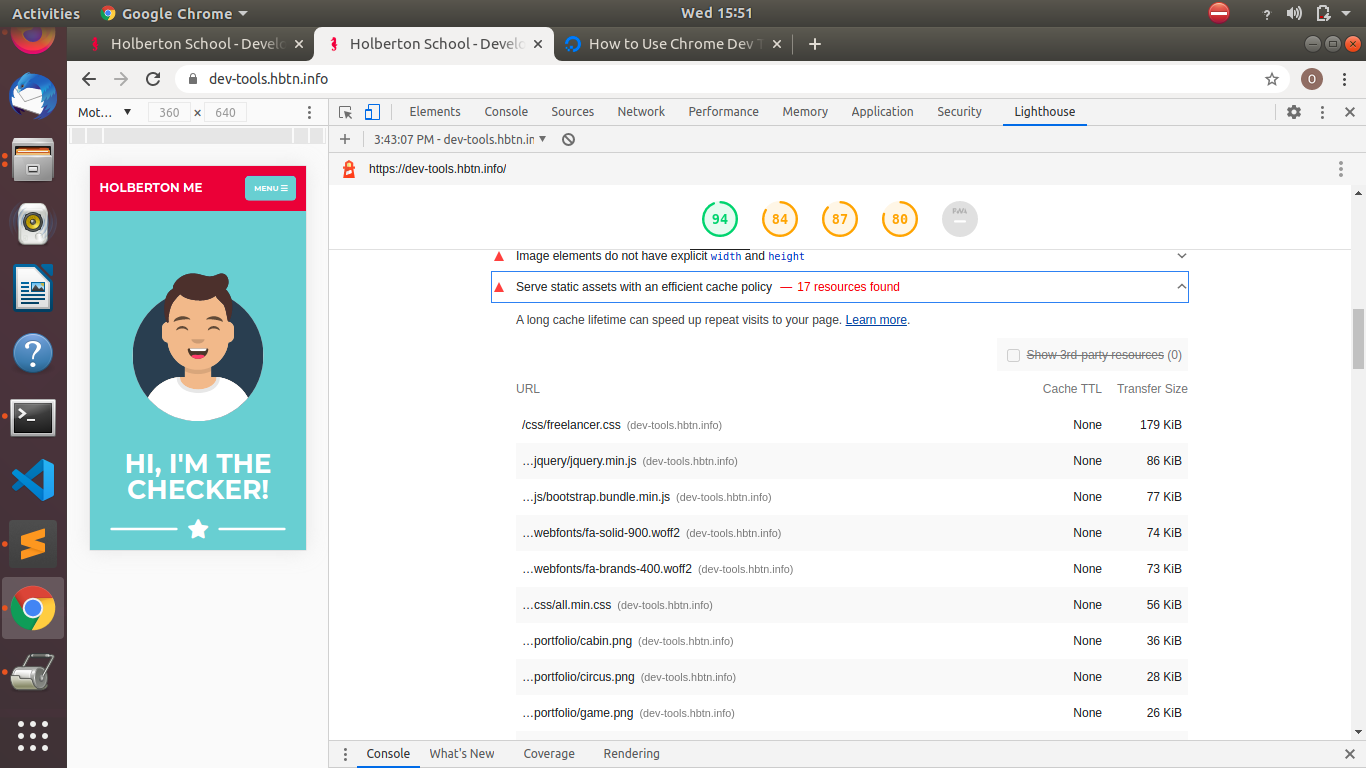 Activities
Google Chrome
Wed 15:51
?
Holberton School - Develo
Holberton School - Develo
How to Use Chrome Dev T
dev-tools.hbtn.info
O
Mot...
360 × 640
Elements
Console
Sources
Network
Performance
Memory
Application
Security
Lighthouse
3:43:07 PM - dev-tools.hbtn.in
https://dev-tools.hbtn.info/
94
84
87
80
PWA
HOLBERTON ME
MENU
HI, I'M THE
CHECKER!
Image elements do not have explicit width and height
Serve static assets with an efficient cache policy — 17 resources found
A long cache lifetime can speed up repeat visits to your page. Learn more.
Show 3rd-party resources (0)
URL Cache TTL Transfer Size
/css/freelancer.css (dev-tools.hbtn.info) None 179 KiB
…jquery/jquery.min.js (dev-tools.hbtn.info) None 86 KiB
…js/bootstrap.bundle.min.js (dev-tools.hbtn.info) None 77 KiB
…webfonts/fa-solid-900.woff2 (dev-tools.hbtn.info) None 74 KiB
…webfonts/fa-brands-400.woff2 (dev-tools.hbtn.info) None 73 KiB
…css/all.min.css (dev-tools.hbtn.info) None 56 KiB
…portfolio/cabin.png (dev-tools.hbtn.info) None 36 KiB
…portfolio/circus.png (dev-tools.hbtn.info) None 28 KiB
…portfolio/game.png (dev-tools.hbtn.info) None 26 KiB
Console
What's New
Coverage
Rendering